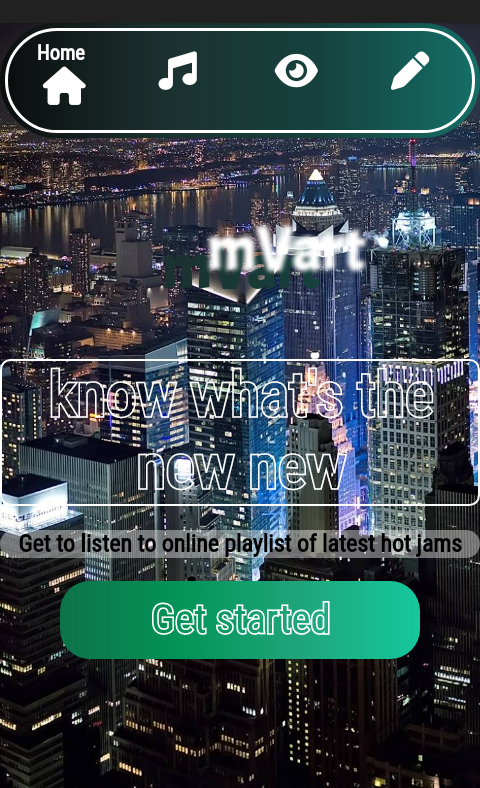 Home
mVart
know what's the
new new
Get to listen to online playlist of latest hot jams
Get started